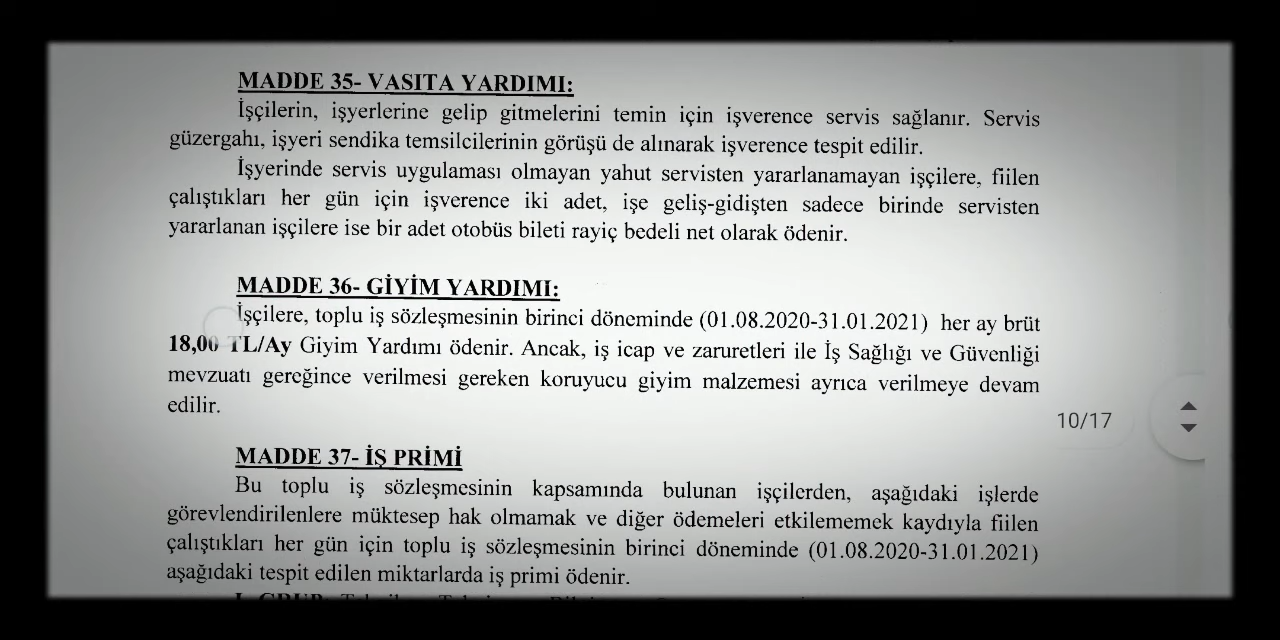 MADDE 35- VASITA YARDIMI:
İşçilerin, işyerlerine gelip gitmelerini temin için işverence servis sağlanır. Servis
güzergahı, işyeri sendika temsilcilerinin görüşü de alınarak işverence tespit edilir.
İşyerinde servis uygulaması olmayan yahut servisten yararlanamayan işçilere, fiilen
çalıştıkları her gün için işverence iki adet, işe geliş-gidişten sadece birinde servisten
yararlanan işçilere ise bir adet otobüs bileti rayiç bedeli net olarak ödenir.
MADDE 36- GİYİM YARDIMI:
İşçilere, toplu iş sözleşmesinin birinci döneminde (01.08.2020-31.01.2021) her ay brüt
18,00 TL/Ay Giyim Yardımı ödenir. Ancak, iş icap ve zaruretleri ile İş Sağlığı ve Güvenliği
mevzuatı gereğince verilmesi gereken koruyucu giyim malzemesi ayrıca verilmeye devam
edilir.
10/17
MADDE 37- İŞ PRİMİ
Bu toplu iş sözleşmesinin kapsamında bulunan işçilerden, aşağıdaki işlerde
görevlendirilenlere müktesep hak olmamak ve diğer ödemeleri etkilememek kaydıyla fiilen
çalıştıkları her gün için toplu iş sözleşmesinin birinci döneminde (01.08.2020-31.01.2021)
aşağıdaki tespit edilen miktarlarda iş primi ödenir.